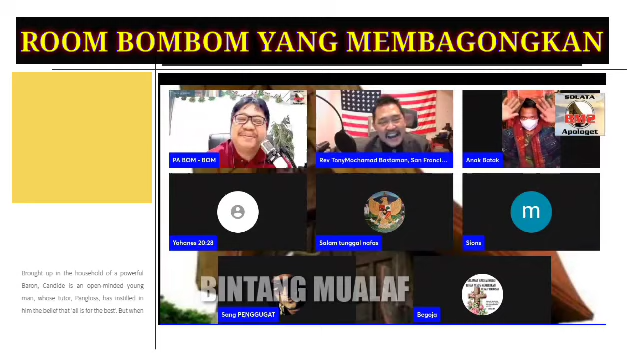 ROOM BOMBOM YANG MEMBAGONGKAN
SOLATA
Apologet
PA BOM - BOM
Rev TonyMochamad Bastaman, San Franci...
Anak Batak
m
Yohanes 20:28
Salam tunggal nafas
Sions
BINTANG MUALAF
Sang PENGGUGAT
Begoja
Brought up in the household of a powerful
Baron, Candide is an open-minded young
man, whose tutor, Pangloss, has instilled in
him the belief that 'all is for the best'. But when